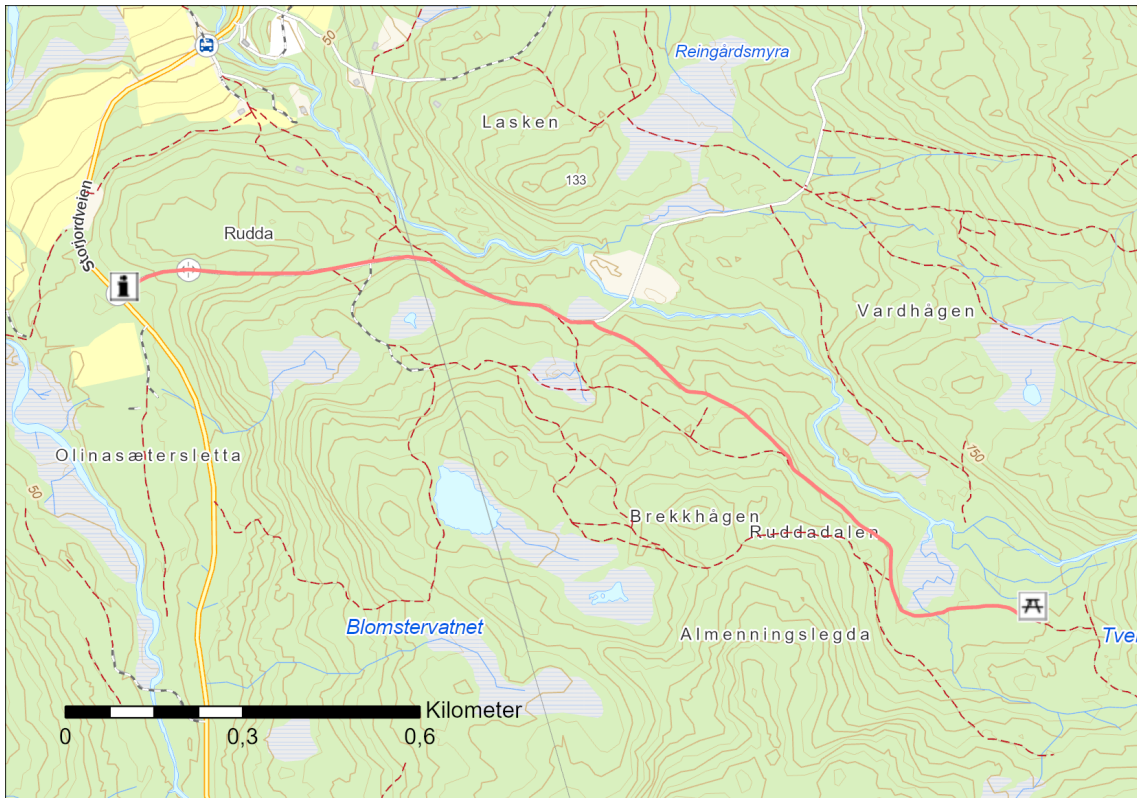 50
Reingårdsmyra
Lasken
133
Storjordveien
Rudda
Vardhågen
Olinasætersletta
50
150
Brekkhågen
Ruddadalen
Blomstervatnet
Almenningslegda
Tver
Kilometer
0 0,3 0,6